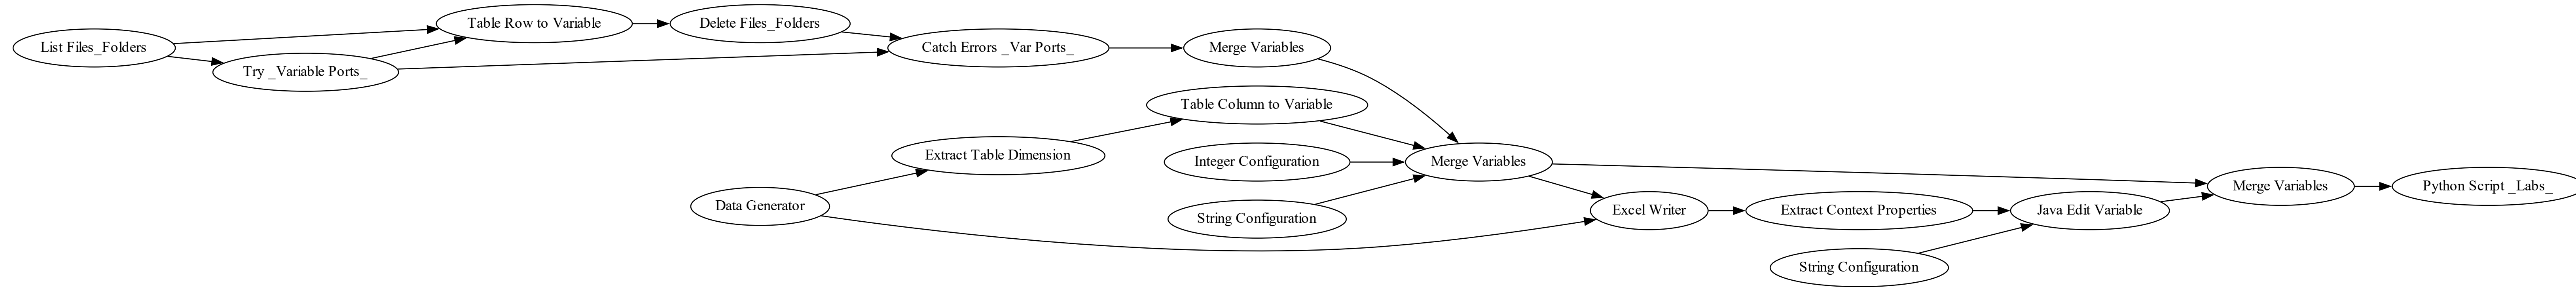 List Files_Folders
Try _Variable Ports_
Table Row to Variable
Delete Files_Folders
Catch Errors _Var Ports_
Merge Variables
Table Column to Variable
Extract Table Dimension
Data Generator
Integer Configuration
String Configuration
Merge Variables
Excel Writer
Extract Context Properties
String Configuration
Java Edit Variable
Merge Variables
Python Script _Labs_